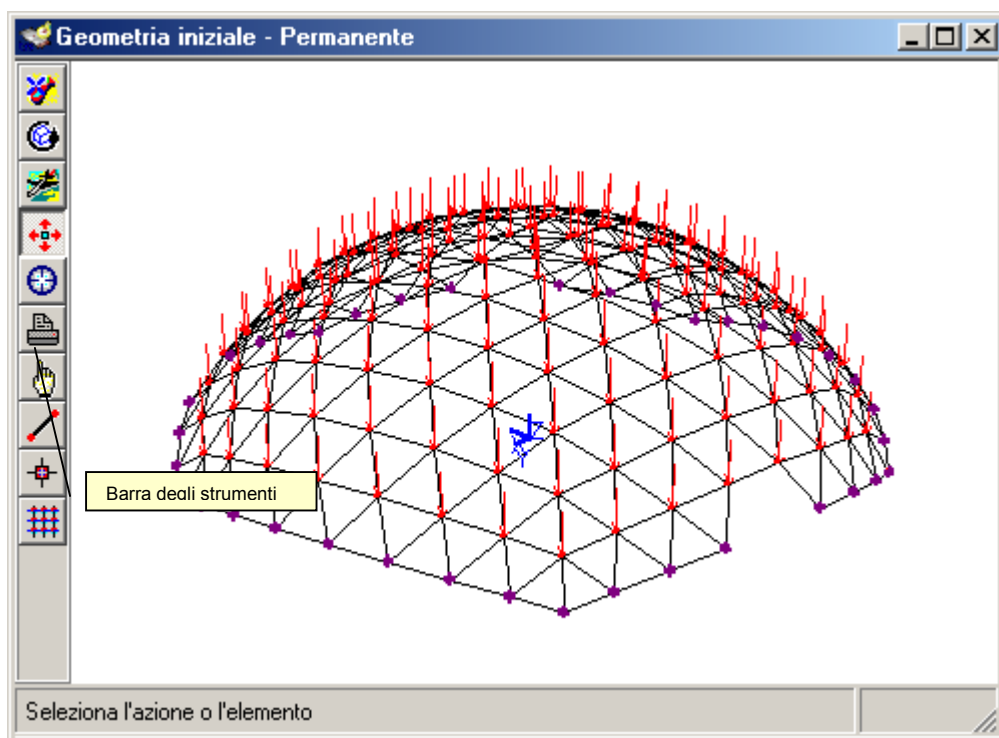 Geometria iniziale - Permanente
Barra degli strumenti
Seleziona l'azione o l'elemento